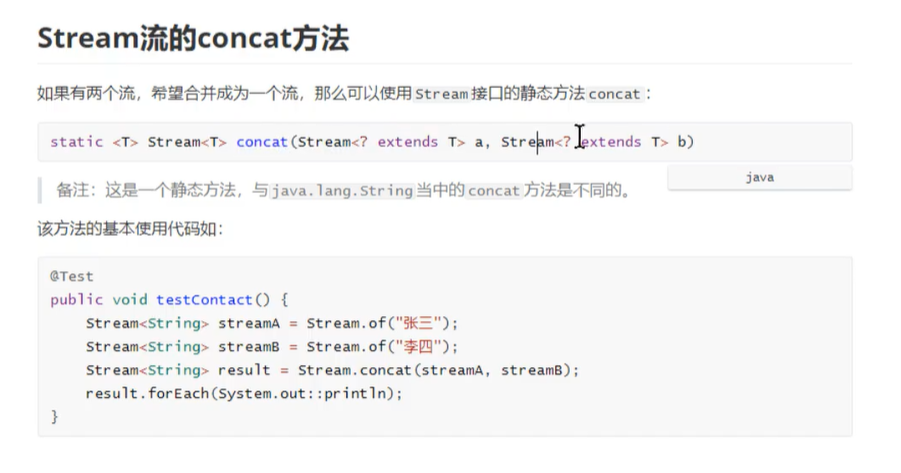 Stream流的concat方法
如果有两个流，希望合并成为一个流，那么可以使用Stream接口的静态方法concat：
static <T> Stream<T> concat(Stream<? extends T> a, Stream<? extends T> b)
java
备注：这是一个静态方法，与java.lang.String当中的concat方法是不同的。
该方法的基本使用代码如：
@Test
public void testContact() {
    Stream<String> streamA = Stream.of("张三");
    Stream<String> streamB = Stream.of("李四");
    Stream<String> result = Stream.concat(streamA, streamB);
    result.forEach(System.out::println);
}